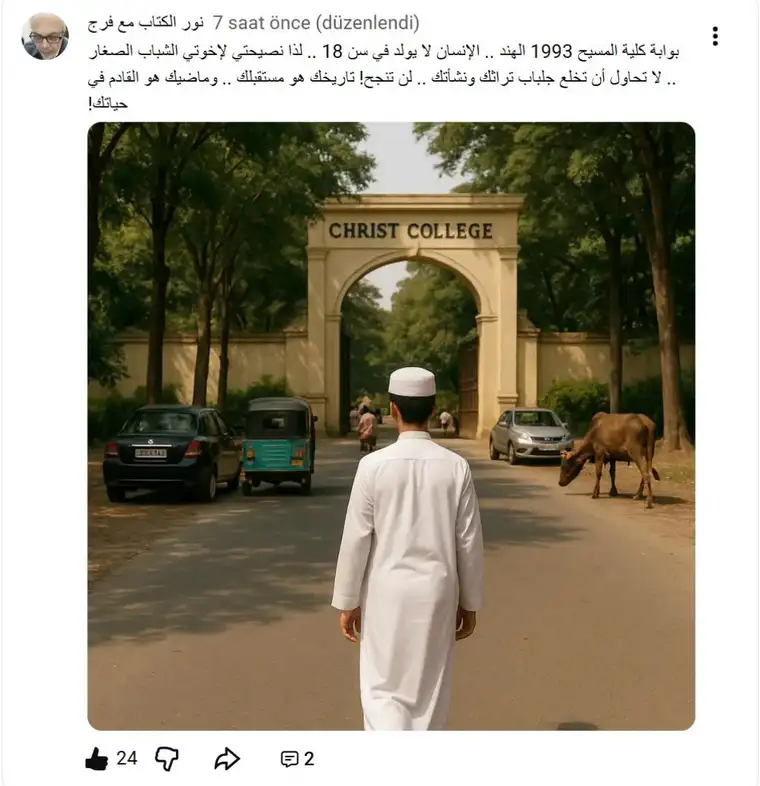 نور الكتاب مع فرج 7 saat önce (düzenlendi)
بوابة كلية المسيح 1993 الهند .. الإنسان لا يولد في سن 18 .. لذا نصيحتي لإخوتي الشباب الصغار
.. لا تحاول أن تخلع جلباب تراثك ونشأتك .. لن تنجح! تاريخك هو مستقبلك .. وماضيك هو القادم في
حياتك!
CHRIST COLLEGE
24
2